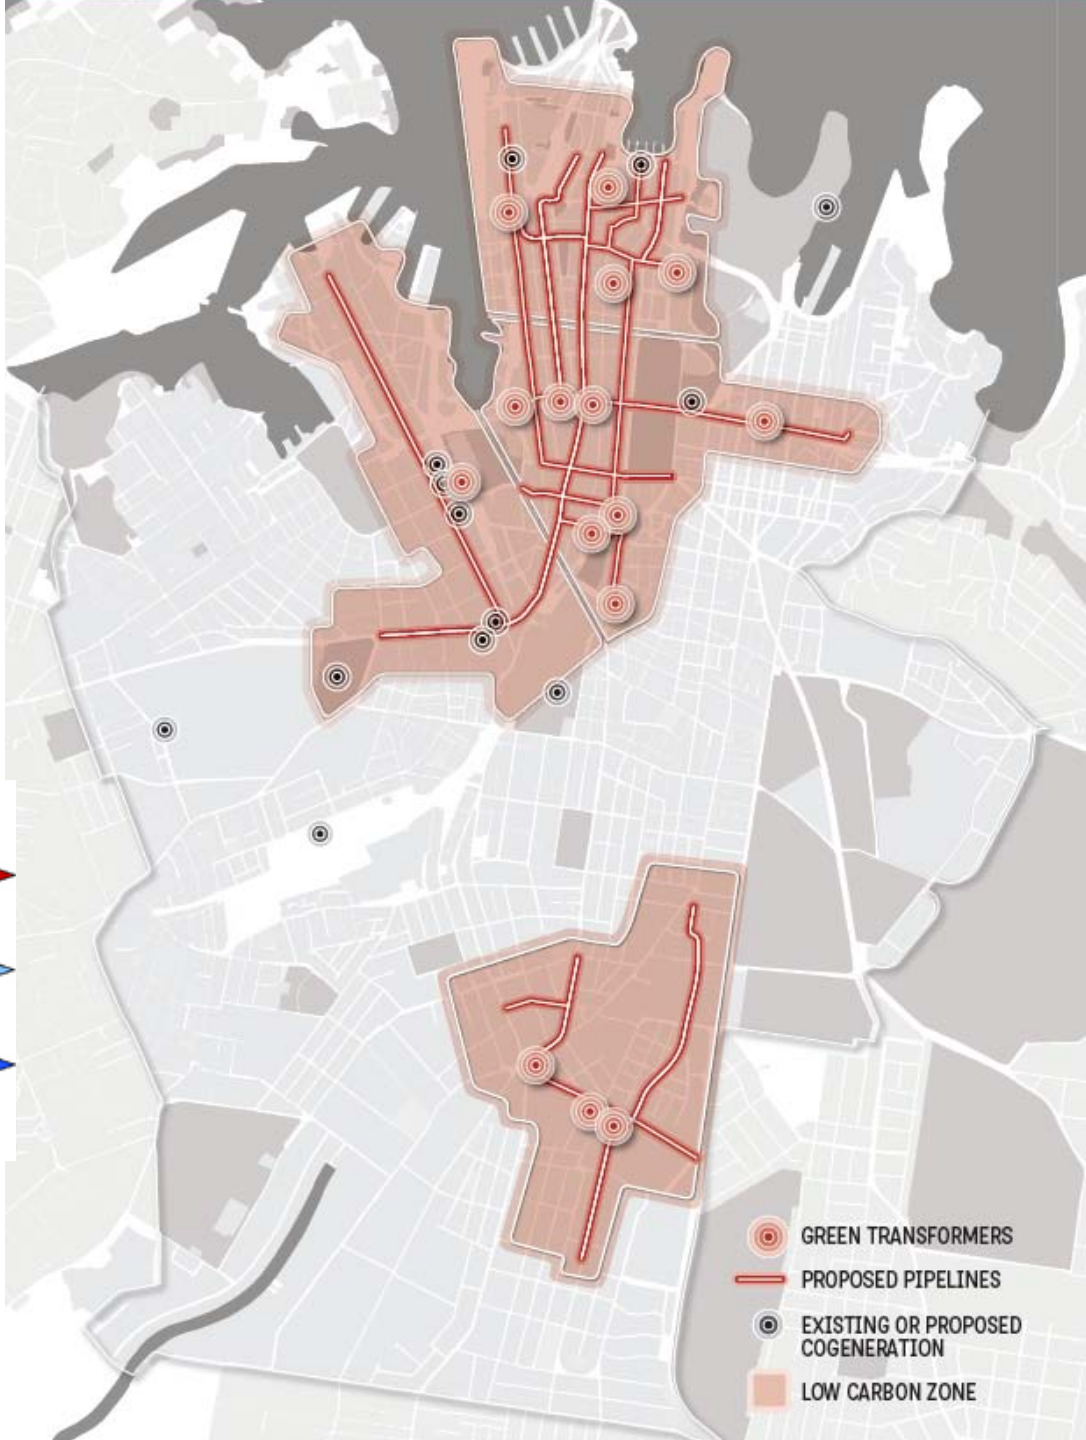 GREEN TRANSFORMERS
PROPOSED PIPELINES
EXISTING OR PROPOSED
COGENERATION
LOW CARBON ZONE